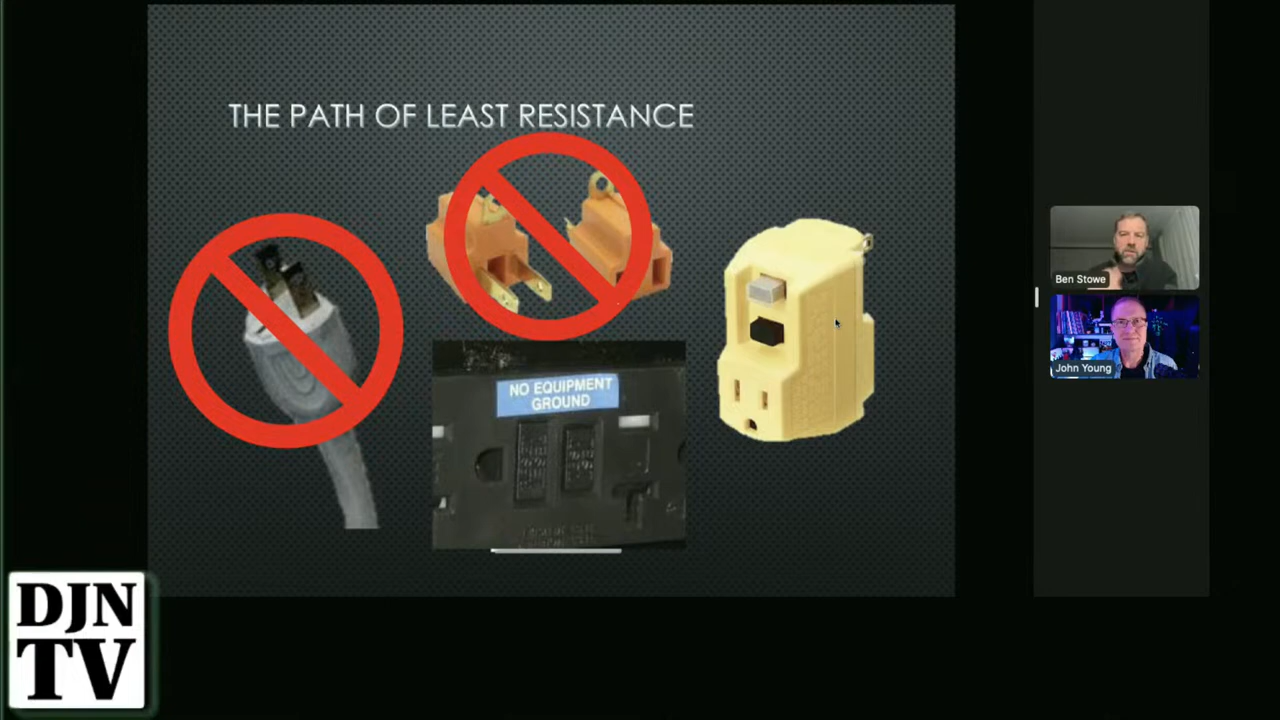 THE PATH OF LEAST RESISTANCE
NO EQUIPMENT
GROUND
Ben Stowe
John Young
DJN
TV